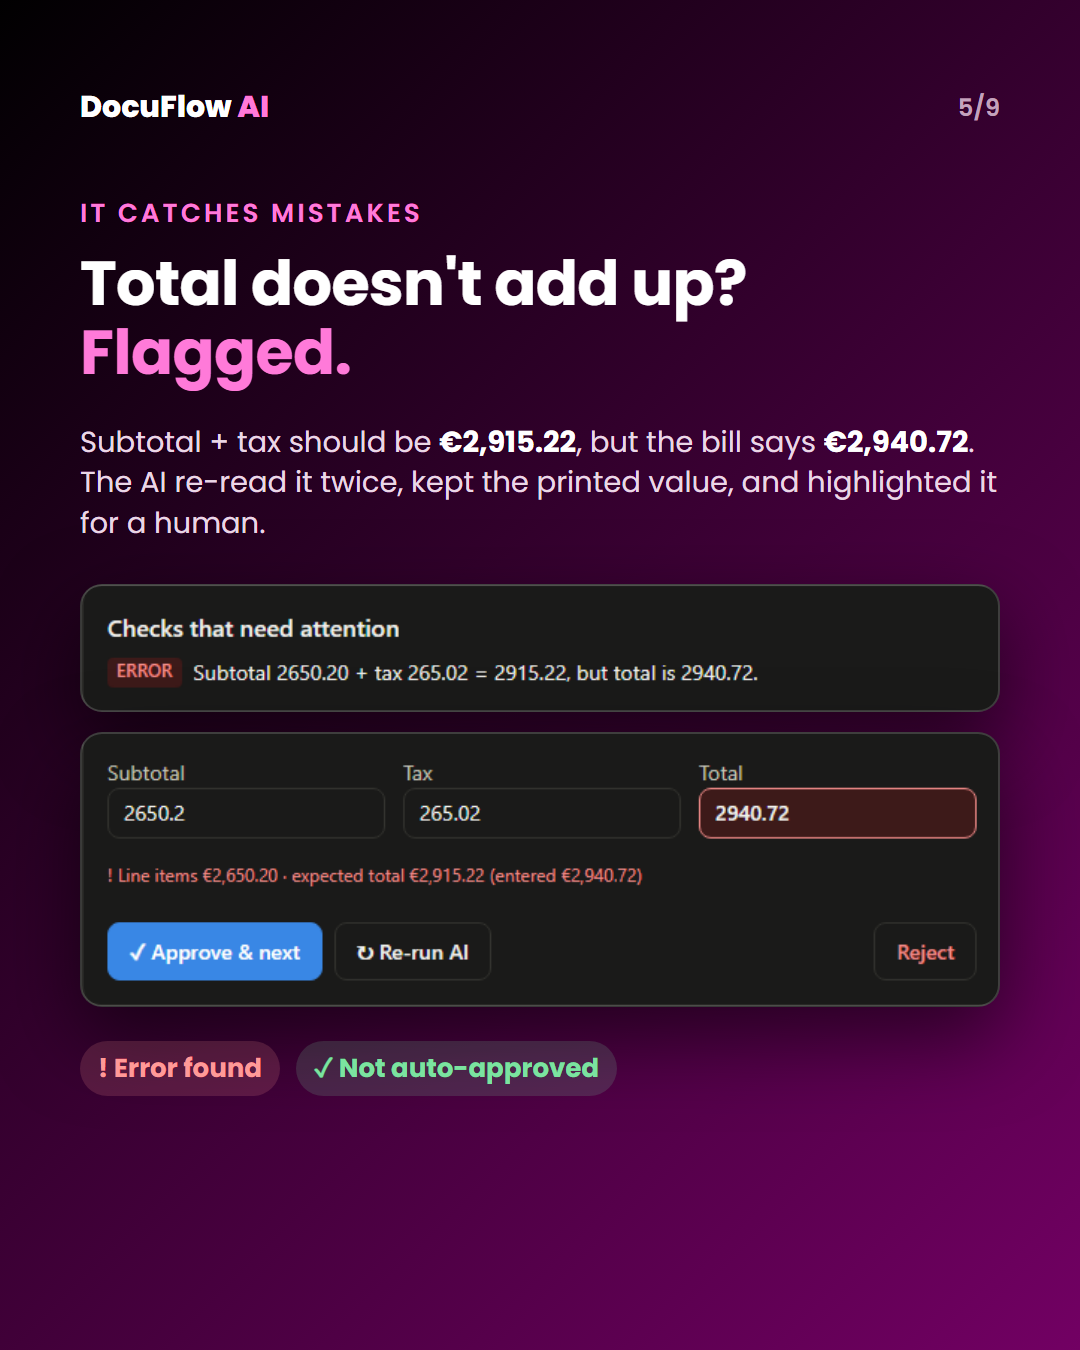 DocuFlow AI
5/9
IT CATCHES MISTAKES
Total doesn't add up?
Flagged.
Subtotal + tax should be €2,915.22, but the bill says €2,940.72.
The AI re-read it twice, kept the printed value, and highlighted it
for a human.
Checks that need attention
ERROR Subtotal 2650.20 + tax 265.02 = 2915.22, but total is 2940.72.
Subtotal Tax Total
2650.2 265.02 2940.72
! Line items €2,650.20 · expected total €2,915.22 (entered €2,940.72)
✓ Approve & next ↻ Re-run AI Reject
! Error found ✓ Not auto-approved